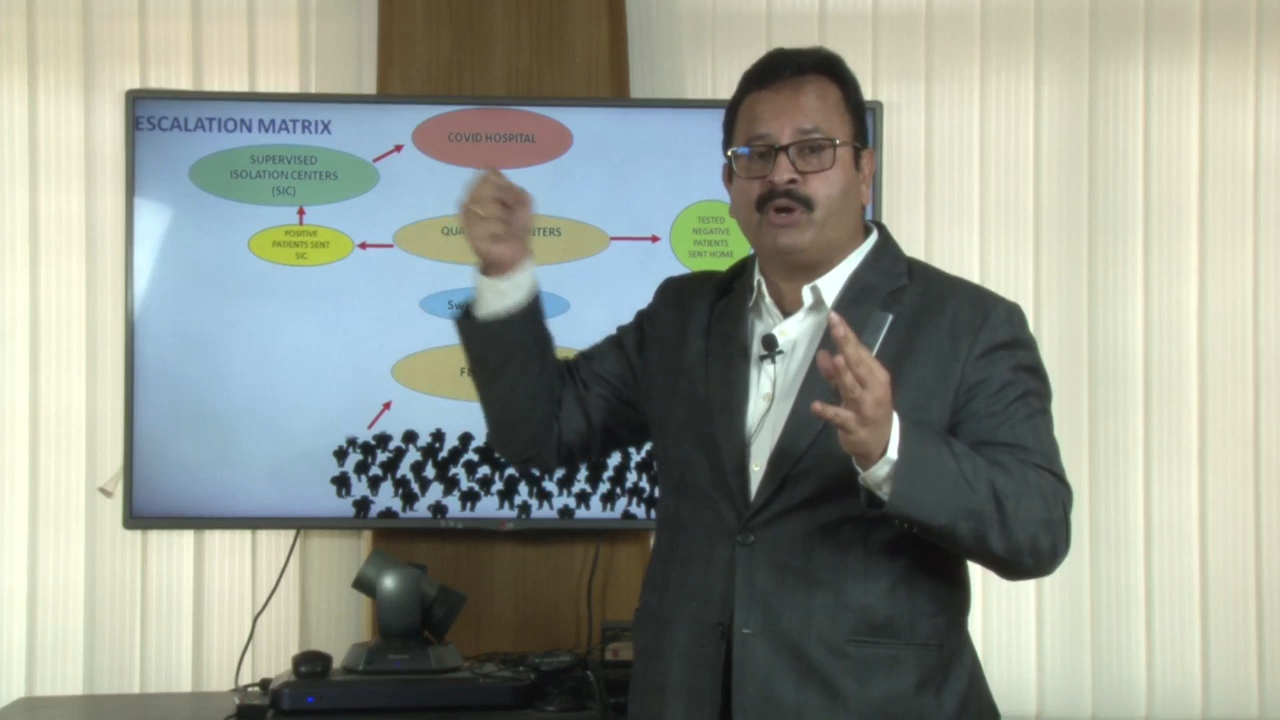 ESCALATION MATRIX
COVID HOSPITAL
SUPERVISED
ISOLATION CENTERS
(SIC)
POSITIVE
PATIENTS SENT
SIC
TESTED
NEGATIVE
PATIENTS
SENT HOME